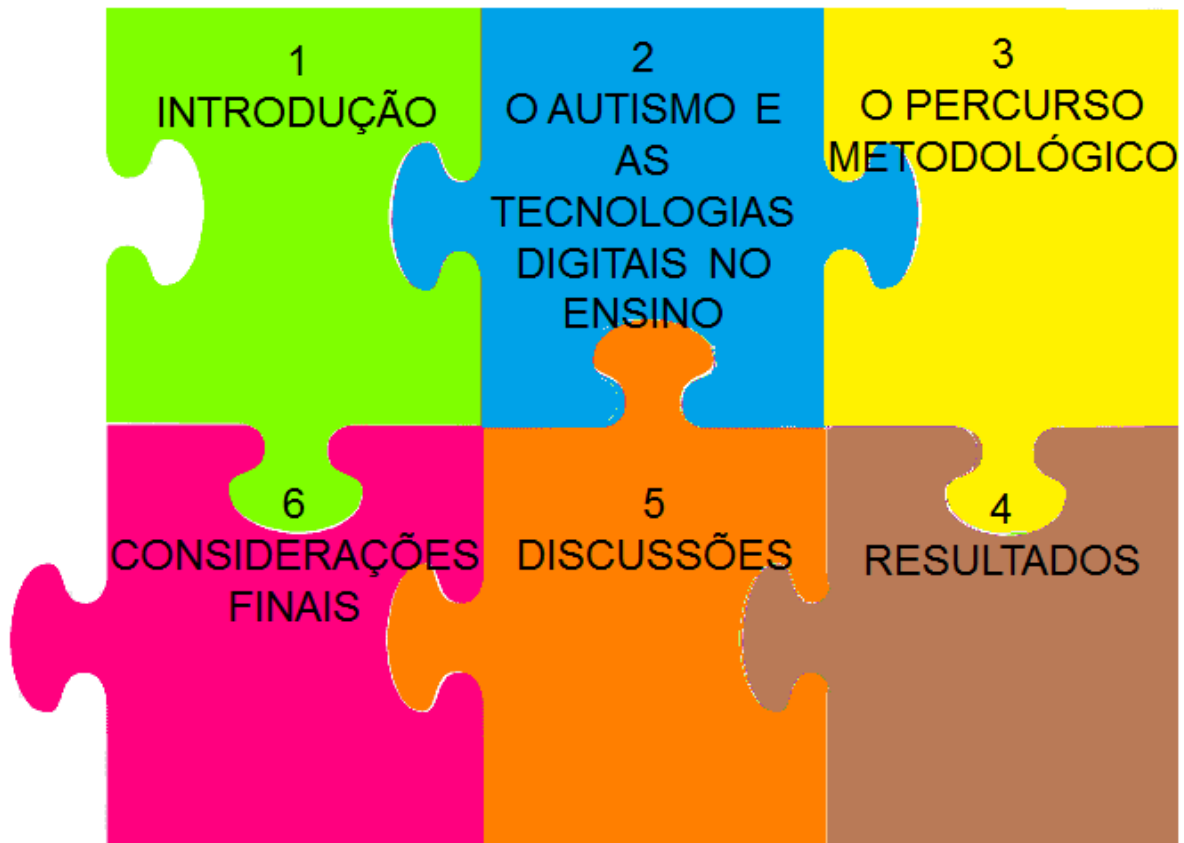 1
INTRODUÇÃO
2
O AUTISMO E
AS
TECNOLOGIAS
DIGITAIS NO
ENSINO
3
O PERCURSO
METODOLÓGICO
6
CONSIDERAÇÕES
FINAIS
5
DISCUSSÕES
4
RESULTADOS